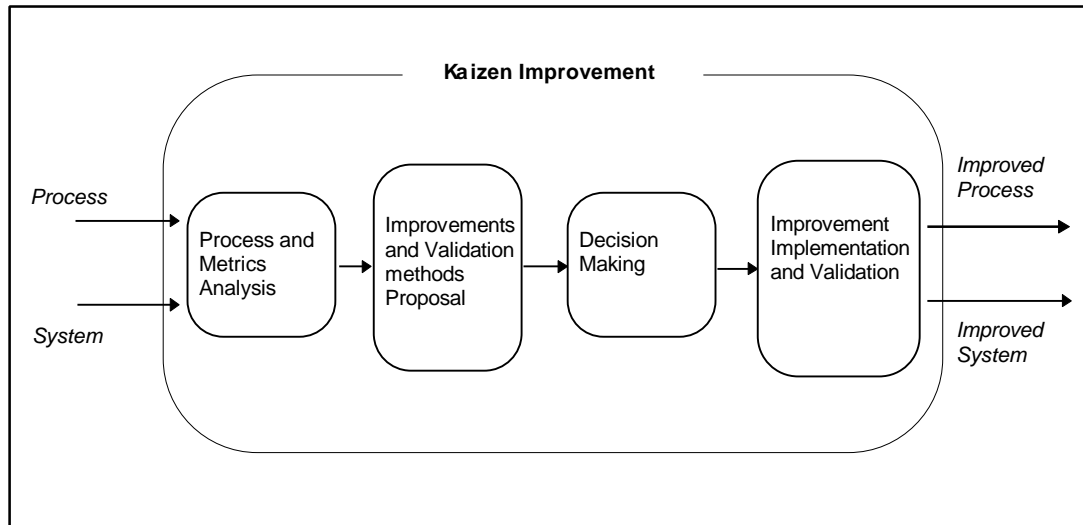 Kaizen Improvement
Process
System
Process and
Metrics
Analysis
Improvements
and Validation
methods
Proposal
Decision
Making
Improvement
Implementation
and Validation
Improved
Process
Improved
System